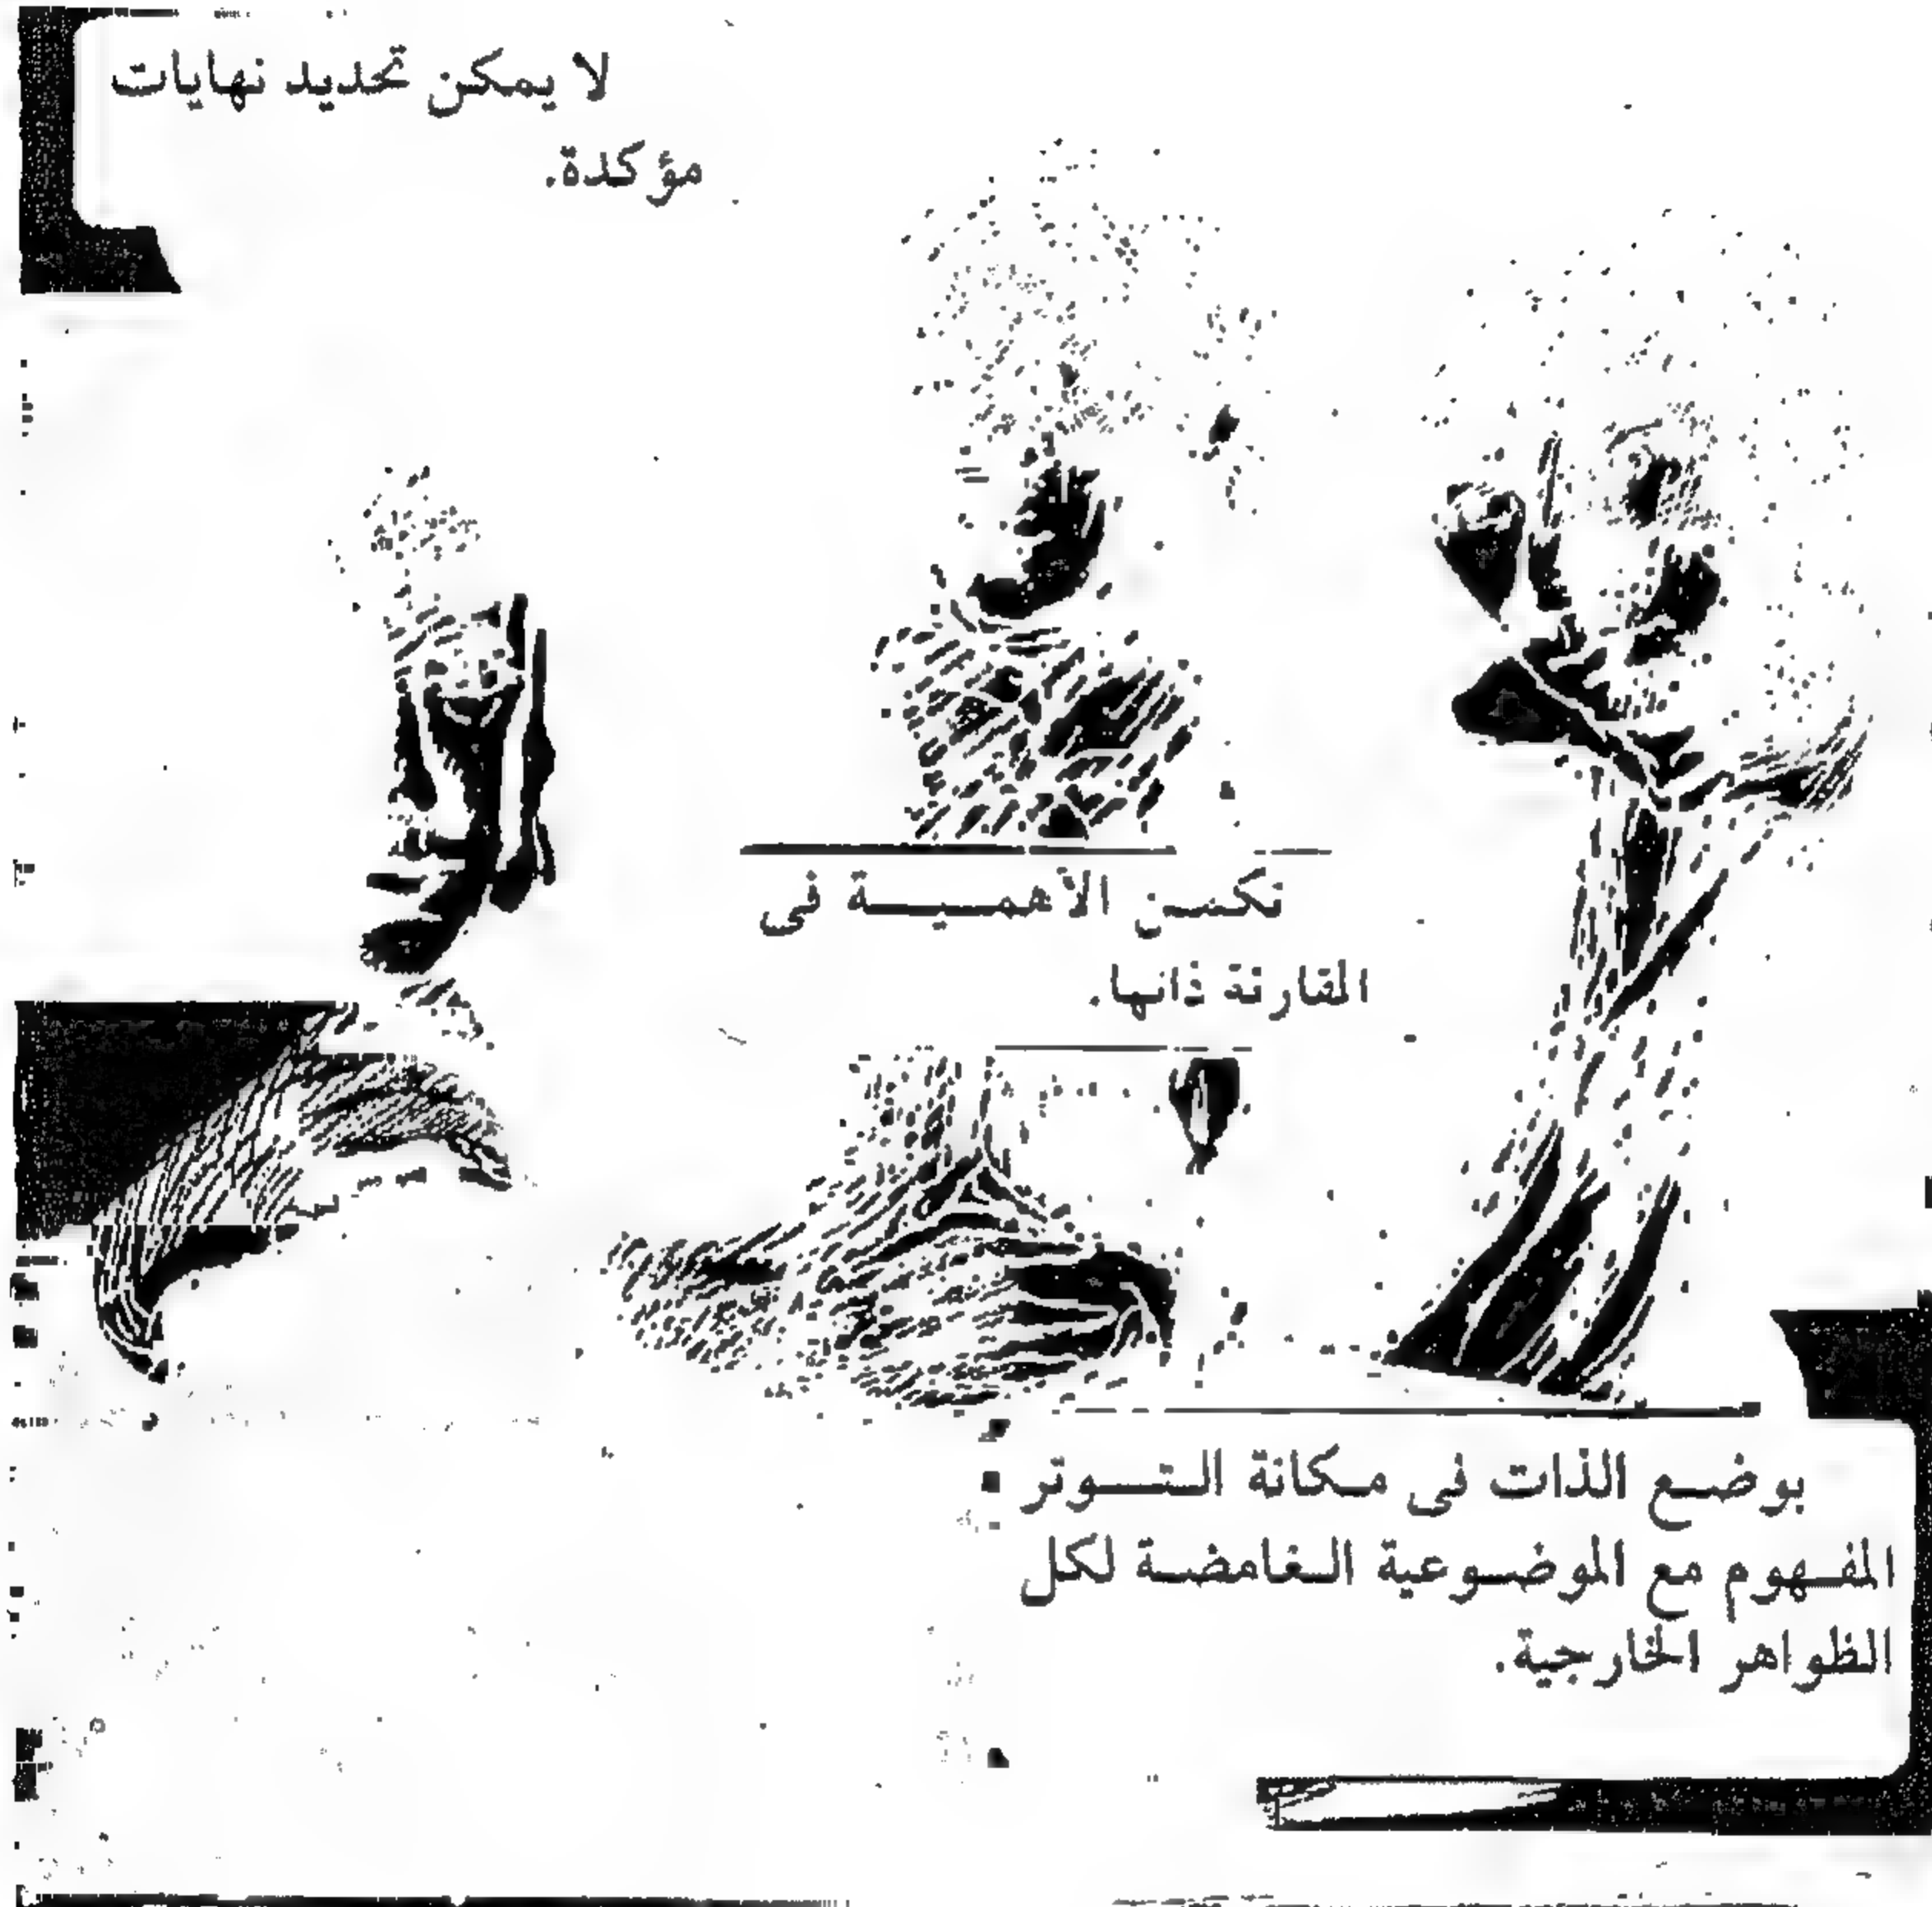 لا يمكن تحديد نهايات
مؤكدة.
تكمن الأهمية فى
المقارنة ذاتها.
بوضع الذات فى مكانة التوتر
المفهوم مع الموضوعية الغامضة لكل
الظواهر الخارجية.